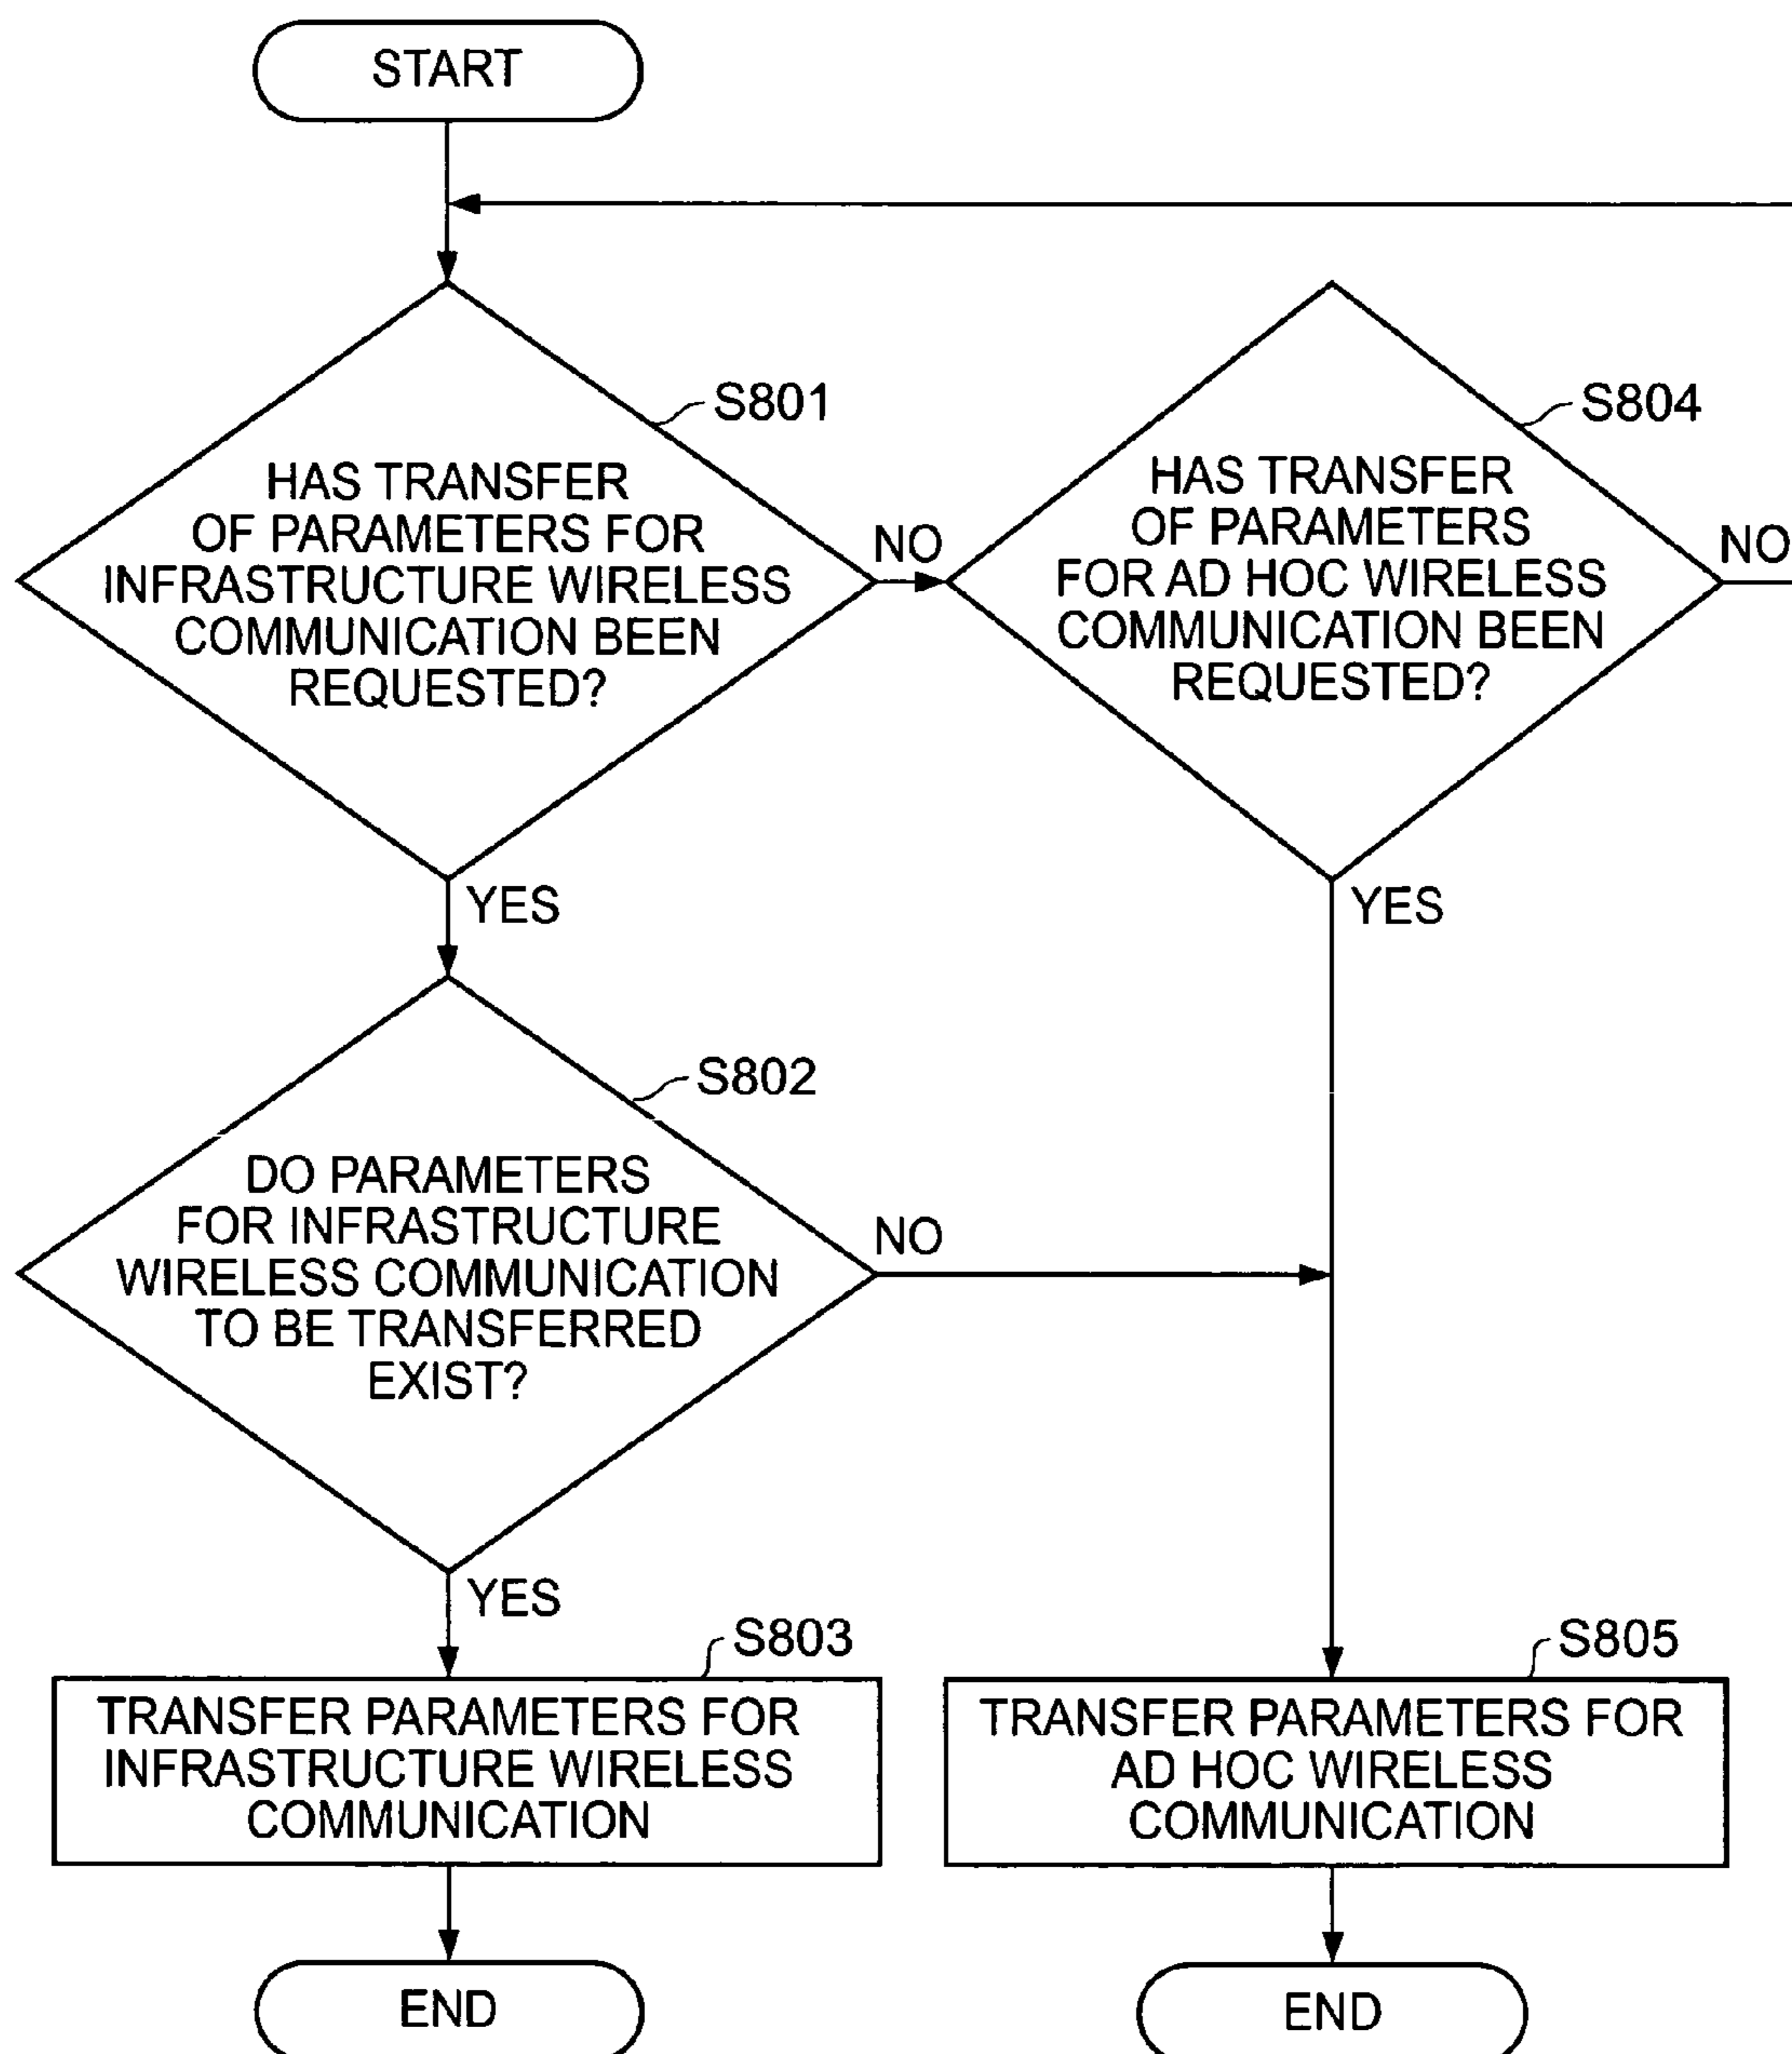 START
S801
HAS TRANSFER
OF PARAMETERS FOR
INFRASTRUCTURE WIRELESS
COMMUNICATION BEEN
REQUESTED?
NO
YES
S804
HAS TRANSFER
OF PARAMETERS
FOR AD HOC WIRELESS
COMMUNICATION BEEN
REQUESTED?
NO
YES
S802
DO PARAMETERS
FOR INFRASTRUCTURE
WIRELESS COMMUNICATION
TO BE TRANSFERRED
EXIST?
NO
YES
S803
TRANSFER PARAMETERS FOR
INFRASTRUCTURE WIRELESS
COMMUNICATION
S805
TRANSFER PARAMETERS FOR
AD HOC WIRELESS
COMMUNICATION
END
END